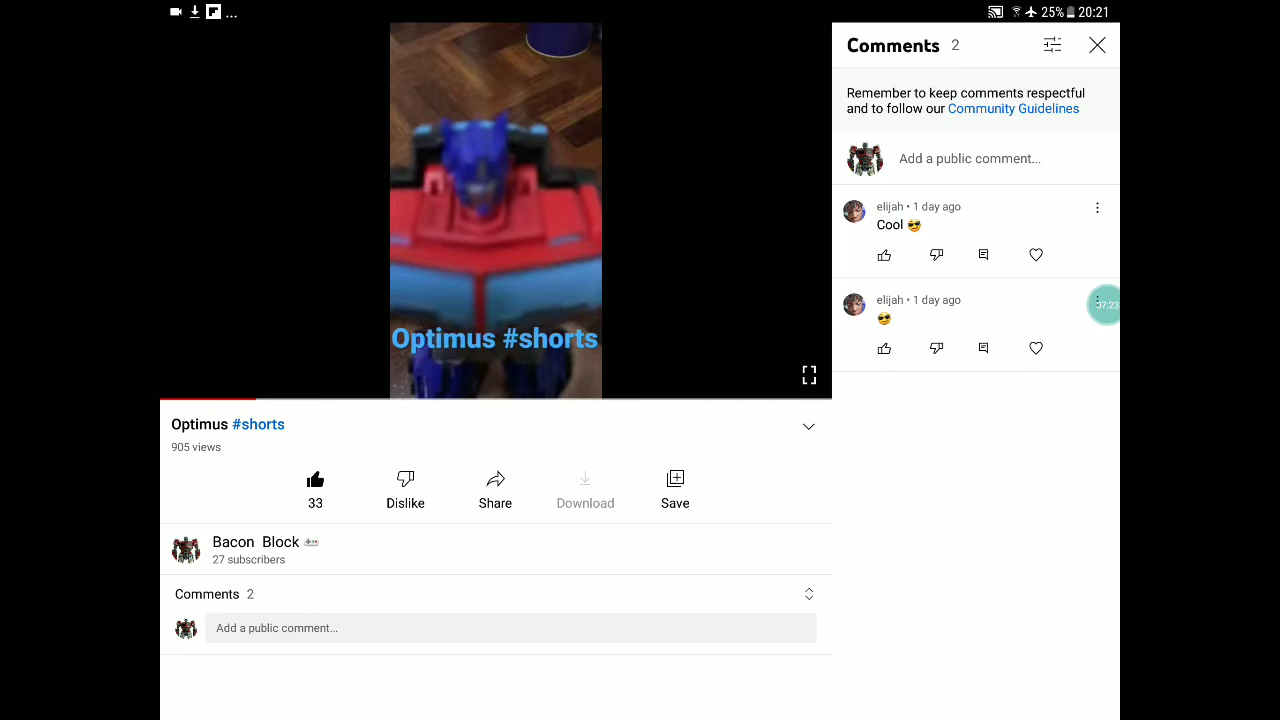 ...
25%
20:21
Optimus #shorts
Optimus #shorts
905 views
33
Dislike
Share
Download
Save
Bacon Block
27 subscribers
Comments 2
Add a public comment...
Comments 2
Remember to keep comments respectful
and to follow our Community Guidelines
Add a public comment...
elijah • 1 day ago
Cool 😎
elijah • 1 day ago
😎
07:23